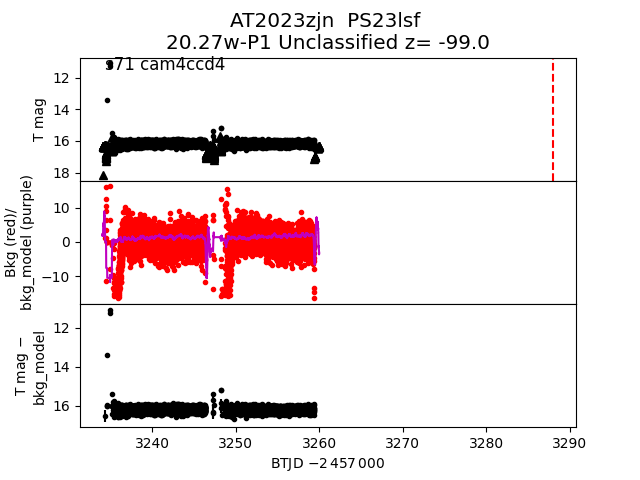 AT2023zjn  PS23lsf
20.27w-P1 Unclassified z= -99.0
s71 cam4ccd4
12
14
16
18
T mag
10
0
−10
Bkg (red)/
bkg_model (purple)
12
14
16
T mag −
bkg_model
3240
3250
3260
3270
3280
3290
BTJD −2 457 000